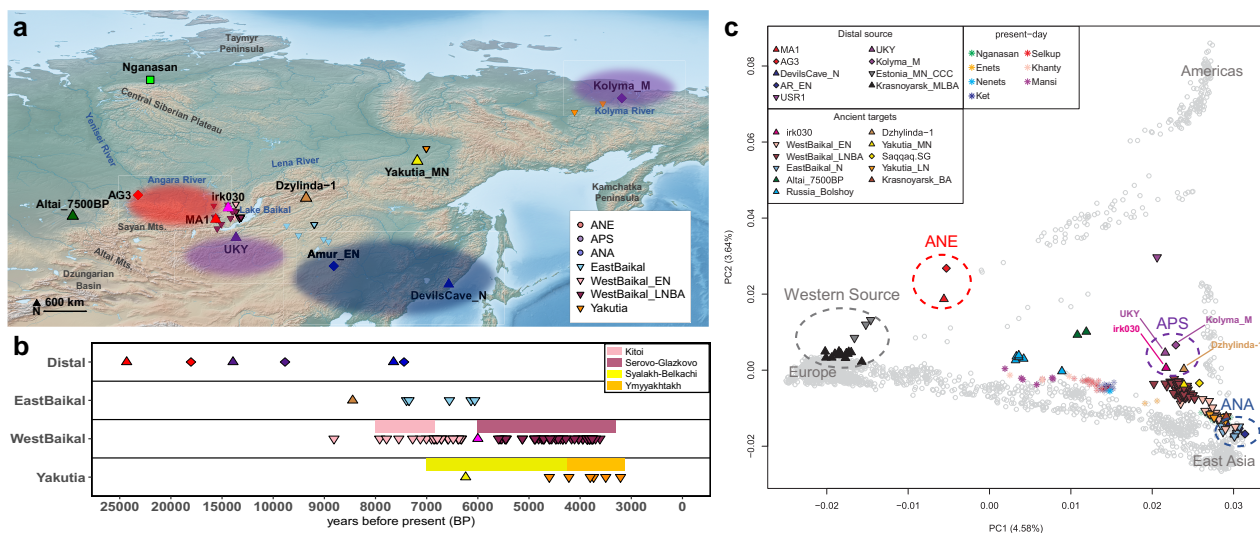 a
Taymyr
Peninsula
Nganasan
Central Siberian Plateau
Yenisei River
Kolyma_M
Kolyma River
Lena River
Yakutia_MN
Angara River
AG3
irk030
Dzylinda−1
Altai_7500BP
MA1
Lake Baikal
Kamchatka
Peninsula
Sayan Mts.
UKY
Amur_EN
Altai Mts.
Dzungarian
Basin
DevilsCave_N
N
600 km
ANE
APS
ANA
EastBaikal
WestBaikal_EN
WestBaikal_LNBA
Yakutia
b
Distal
EastBaikal
WestBaikal
Yakutia
Kitoi
Serovo-Glazkovo
Syalakh-Belkachi
Ymyyakhtakh
25000 19000 13000 10000 9000 8000 7000 6000 5000 4000 3000 0
years before present (BP)
c
Distal source
MA1
AG3
DevilsCave_N
AR_EN
USR1
UKY
Kolyma_M
Estonia_MN_CCC
Krasnoyarsk_MLBA
present−day
Nganasan
Enets
Nenets
Ket
Selkup
Khanty
Mansi
Ancient targets
irk030
WestBaikal_EN
WestBaikal_LNBA
EastBaikal_N
Altai_7500BP
Russia_Bolshoy
Dzhylinda−1
Yakutia_MN
Saqqaq.SG
Yakutia_LN
Krasnoyarsk_BA
Americas
ANE
Western Source
Europe
UKY
irk030
APS
Kolyma_M
Dzhylinda−1
ANA
East Asia
PC2 (3.64%)
0.08
0.06
0.04
0.02
0.00
−0.02
−0.02 −0.01 0.00 0.01 0.02 0.03
PC1 (4.58%)